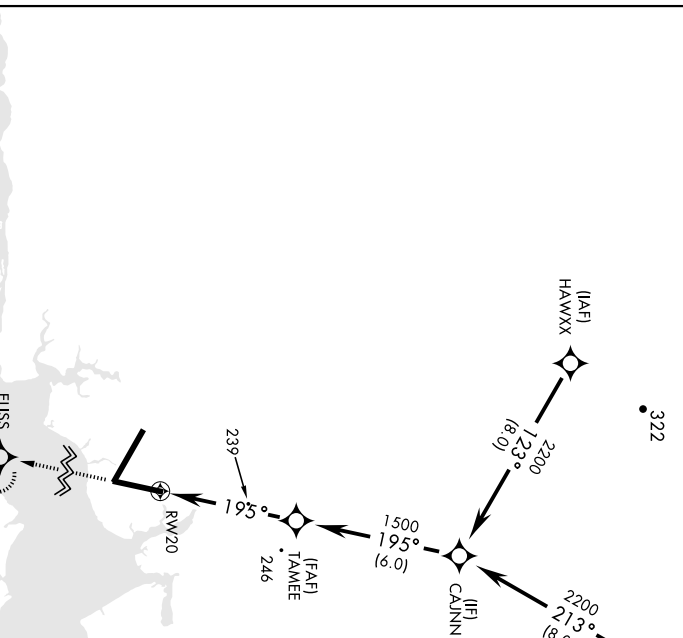 322
(IAF)
HAWXX
2200
123°
(8.0)
239
195°
1500
195°
(6.0)
RW20
(FAF)
TAMEE
246
(IF)
CAJNN
2200
213°
(8.